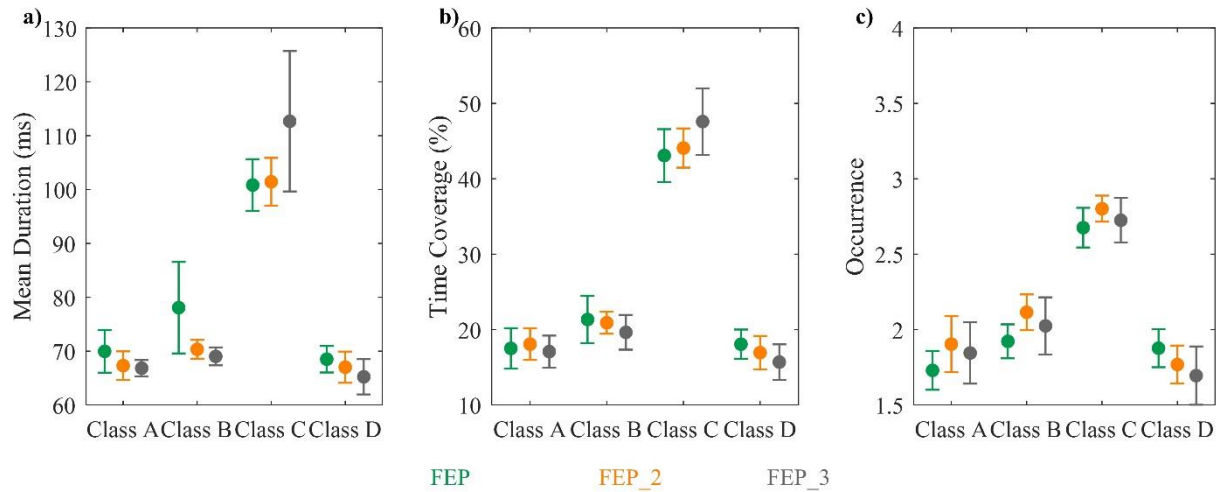 a)
Mean Duration (ms)
130
120
110
100
90
80
70
60
Class A Class B Class C Class D
b)
Time Coverage (%)
60
50
40
30
20
10
Class A Class B Class C Class D
c)
Occurrence
4
3.5
3
2.5
2
1.5
Class A Class B Class C Class D
FEP FEP_2 FEP_3